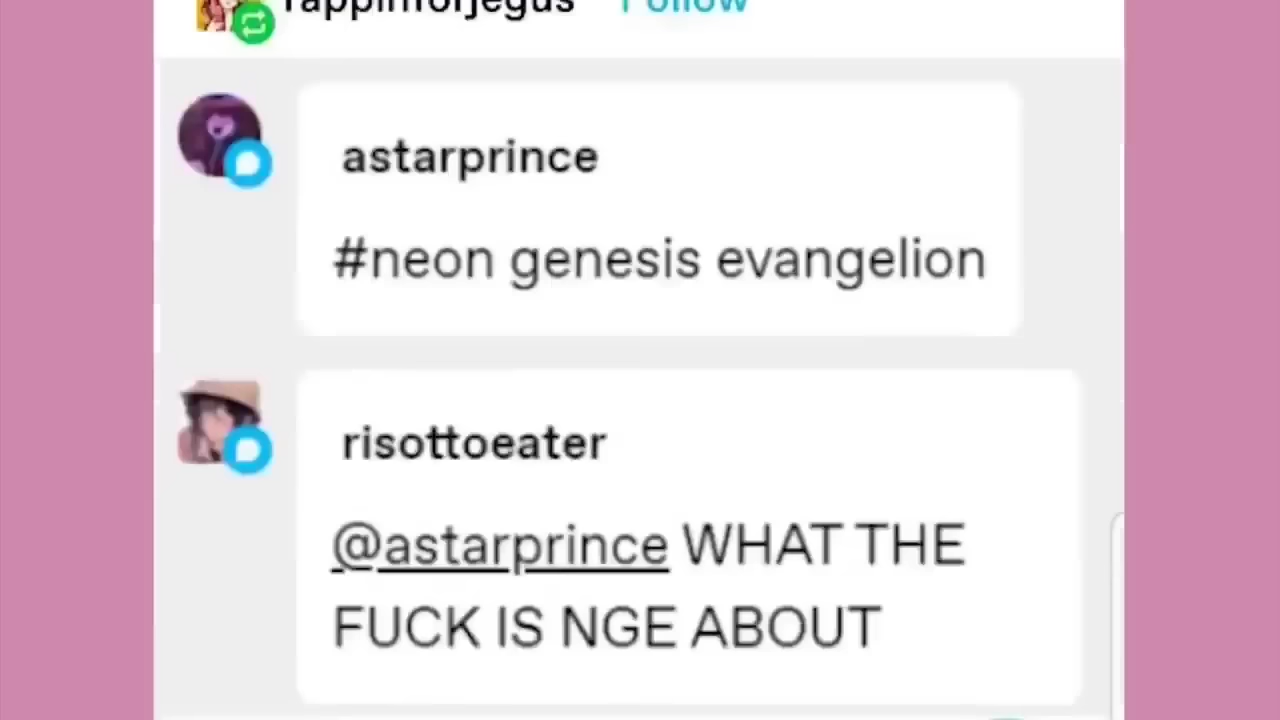 rappinforjegus Follow
astarprince
#neon genesis evangelion
risottoeater
@astarprince WHAT THE
FUCK IS NGE ABOUT